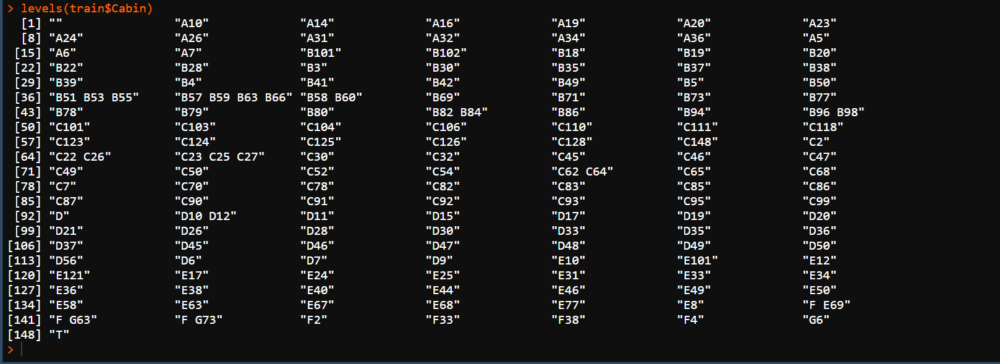 > levels(train$Cabin)
[1] "" "A10" "A14" "A16" "A19" "A20" "A23"
[8] "A24" "A26" "A31" "A32" "A34" "A36" "A5"
[15] "A6" "A7" "B101" "B102" "B18" "B19" "B20"
[22] "B22" "B28" "B3" "B30" "B35" "B37" "B38"
[29] "B39" "B4" "B41" "B42" "B49" "B5" "B50"
[36] "B51 B53 B55" "B57 B59 B63 B66" "B58 B60" "B69" "B71" "B73" "B77"
[43] "B78" "B79" "B80" "B82 B84" "B86" "B94" "B96 B98"
[50] "C101" "C103" "C104" "C106" "C110" "C111" "C118"
[57] "C123" "C124" "C125" "C126" "C128" "C148" "C2"
[64] "C22 C26" "C23 C25 C27" "C30" "C32" "C45" "C46" "C47"
[71] "C49" "C50" "C52" "C54" "C62 C64" "C65" "C68"
[78] "C7" "C70" "C78" "C82" "C83" "C85" "C86"
[85] "C87" "C90" "C91" "C92" "C93" "C95" "C99"
[92] "D" "D10 D12" "D11" "D15" "D17" "D19" "D20"
[99] "D21" "D26" "D28" "D30" "D33" "D35" "D36"
[106] "D37" "D45" "D46" "D47" "D48" "D49" "D50"
[113] "D56" "D6" "D7" "D9" "E10" "E101" "E12"
[120] "E121" "E17" "E24" "E25" "E31" "E33" "E34"
[127] "E36" "E38" "E40" "E44" "E46" "E49" "E50"
[134] "E58" "E63" "E67" "E68" "E77" "E8" "F E69"
[141] "F G63" "F G73" "F2" "F33" "F38" "F4" "G6"
[148] "T"
>